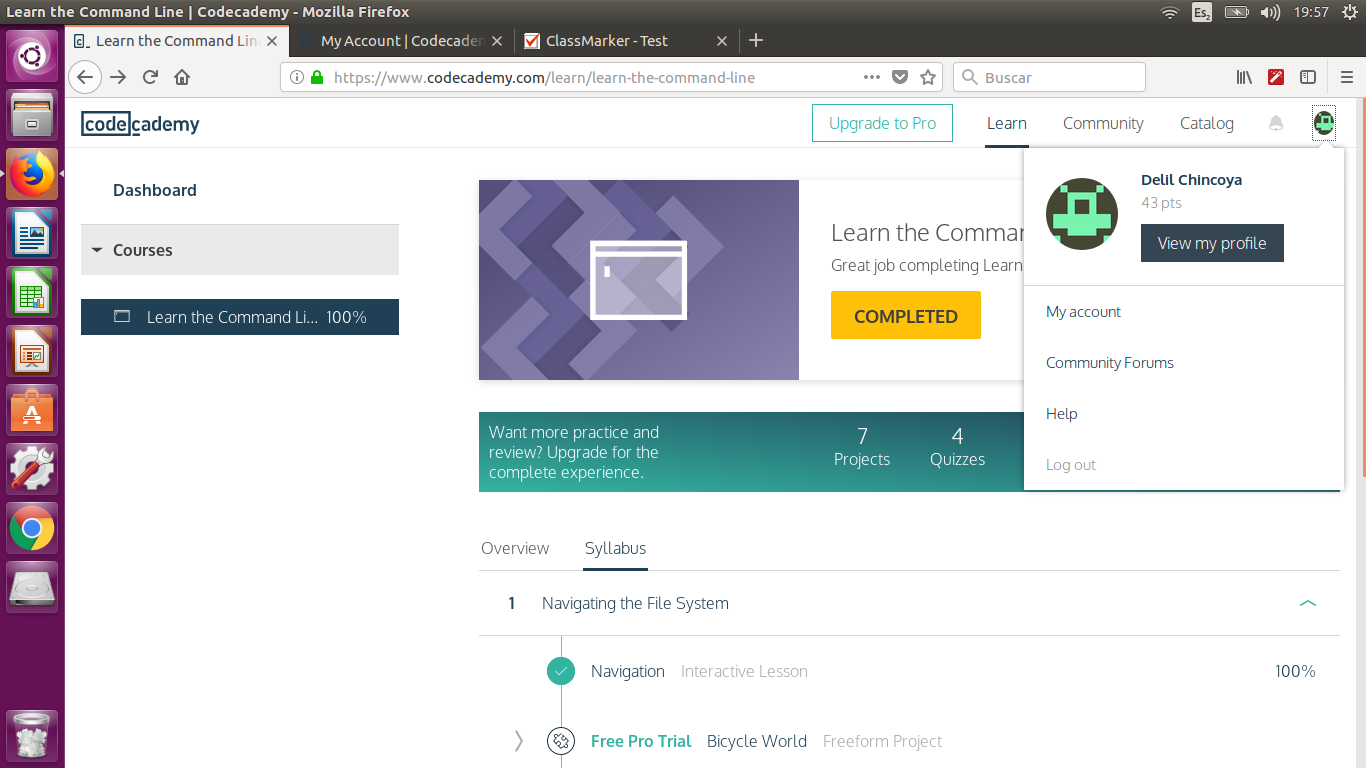 Learn the Command Line | Codecademy - Mozilla Firefox
Es2
19:57
Learn the Command Line
My Account | Codecadem
ClassMarker - Test
https://www.codecademy.com/learn/learn-the-command-line
Buscar
codecademy
Upgrade to Pro
Learn
Community
Catalog
Delil Chincoya
43 pts
View my profile
My account
Community Forums
Help
Log out
Dashboard
Courses
Learn the Command Li... 100%
Learn the Comman
Great job completing Learn
COMPLETED
Want more practice and
review? Upgrade for the
complete experience.
7
Projects
4
Quizzes
Overview
Syllabus
1 Navigating the File System
Navigation Interactive Lesson 100%
Free Pro Trial Bicycle World Freeform Project